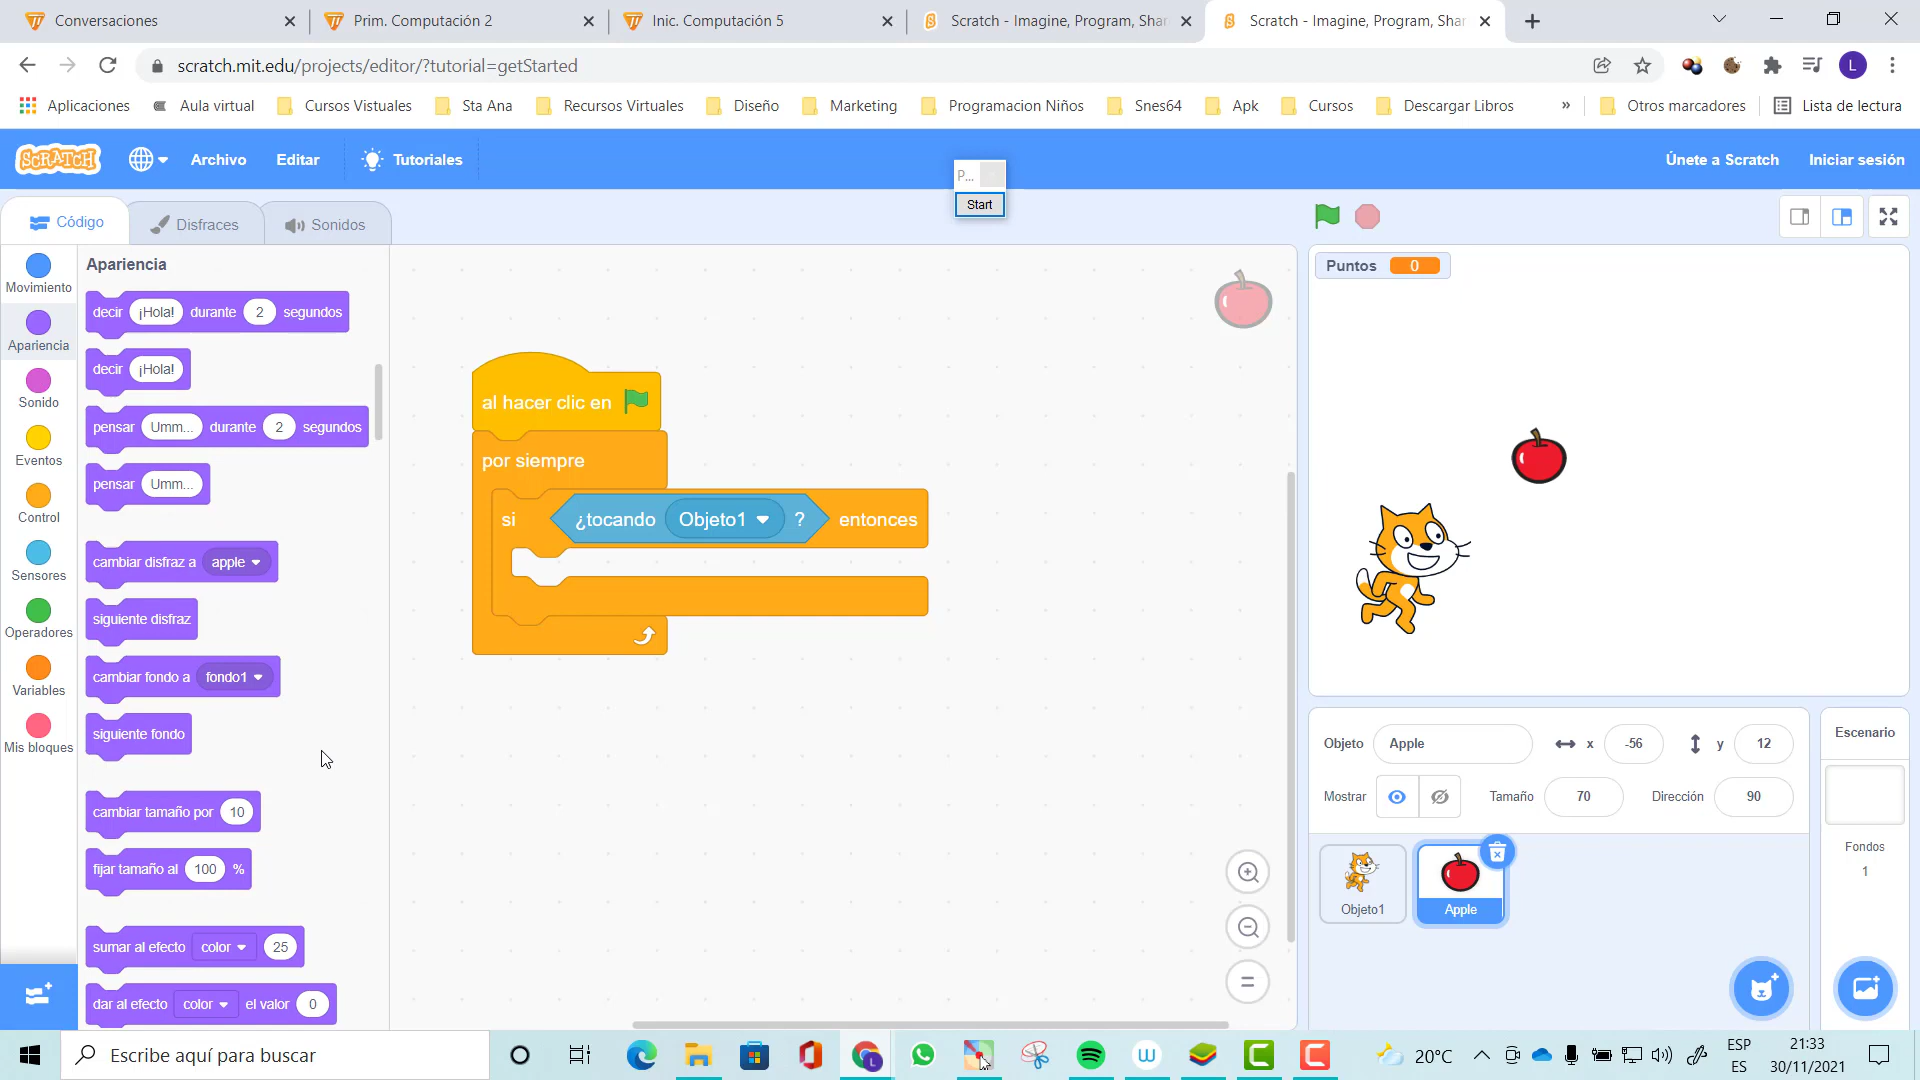 Conversaciones
Prim. Computación 2
Inic. Computación 5
Scratch - Imagine, Program, Shar
Scratch - Imagine, Program, Shar
scratch.mit.edu/projects/editor/?tutorial=getStarted
L
Aplicaciones
Aula virtual
Cursos Vistuales
Sta Ana
Recursos Virtuales
Diseño
Marketing
Programacion Niños
Snes64
Apk
Cursos
Descargar Libros
»
Otros marcadores
Lista de lectura
SCRATCH
Archivo
Editar
Tutoriales
P...
Start
Únete a Scratch
Iniciar sesión
Código
Disfraces
Sonidos
Movimiento
Apariencia
Sonido
Eventos
Control
Sensores
Operadores
Variables
Mis bloques
Apariencia
decir ¡Hola! durante 2 segundos
decir ¡Hola!
pensar Umm... durante 2 segundos
pensar Umm...
cambiar disfraz a apple
siguiente disfraz
cambiar fondo a fondo1
siguiente fondo
cambiar tamaño por 10
fijar tamaño al 100 %
sumar al efecto color 25
dar al efecto color el valor 0
al hacer clic en
por siempre
si ¿tocando Objeto1 ? entonces
Puntos 0
Objeto Apple x -56 y 12
Mostrar Tamaño 70 Dirección 90
Objeto1
Apple
Escenario
Fondos
1
Escribe aquí para buscar
20°C
ESP
ES
21:33
30/11/2021